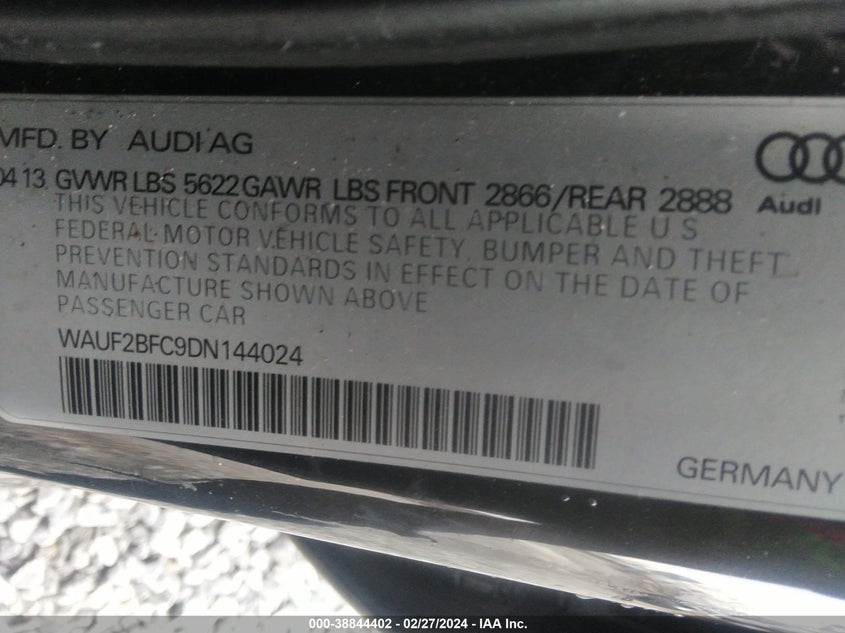 MFD. BY AUDI AG
0413 GVWR LBS 5622 GAWR LBS FRONT 2866/REAR 2888
Audi
THIS VEHICLE CONFORMS TO ALL APPLICABLE U S
FEDERAL MOTOR VEHICLE SAFETY, BUMPER AND THEFT
PREVENTION STANDARDS IN EFFECT ON THE DATE OF
MANUFACTURE SHOWN ABOVE
PASSENGER CAR
WAUF2BFC9DN144024
GERMANY
000-38844402 - 02/27/2024 - IAA Inc.